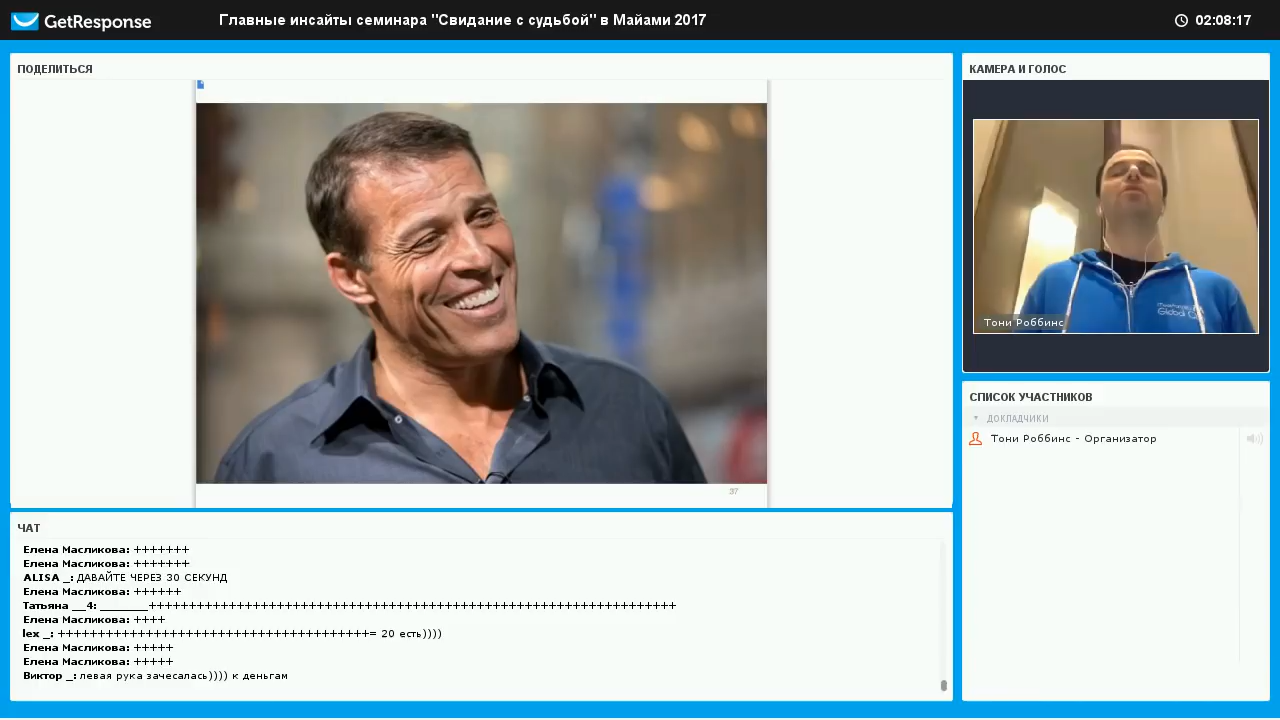 GetResponse
Главные инсайты семинара "Свидание с судьбой" в Майами 2017
02:08:17
ПОДЕЛИТЬСЯ
37
КАМЕРА И ГОЛОС
Global
Тони Роббинс
СПИСОК УЧАСТНИКОВ
ДОКЛАДЧИКИ
Тони Роббинс - Организатор
ЧАТ
Елена Масликова: +++++++
Елена Масликова: +++++++
ALISA _: ДАВАЙТЕ ЧЕРЕЗ 30 СЕКУНД
Елена Масликова: ++++++
Татьяна __4: ________++++++++++++++++++++++++++++++++++++++++++++++++++++++++++++++++++
Елена Масликова: ++++
lex _: +++++++++++++++++++++++++++++++++++++++= 20 есть))))
Елена Масликова: +++++
Елена Масликова: +++++
Виктор _: левая рука зачесалась)))) к деньгам